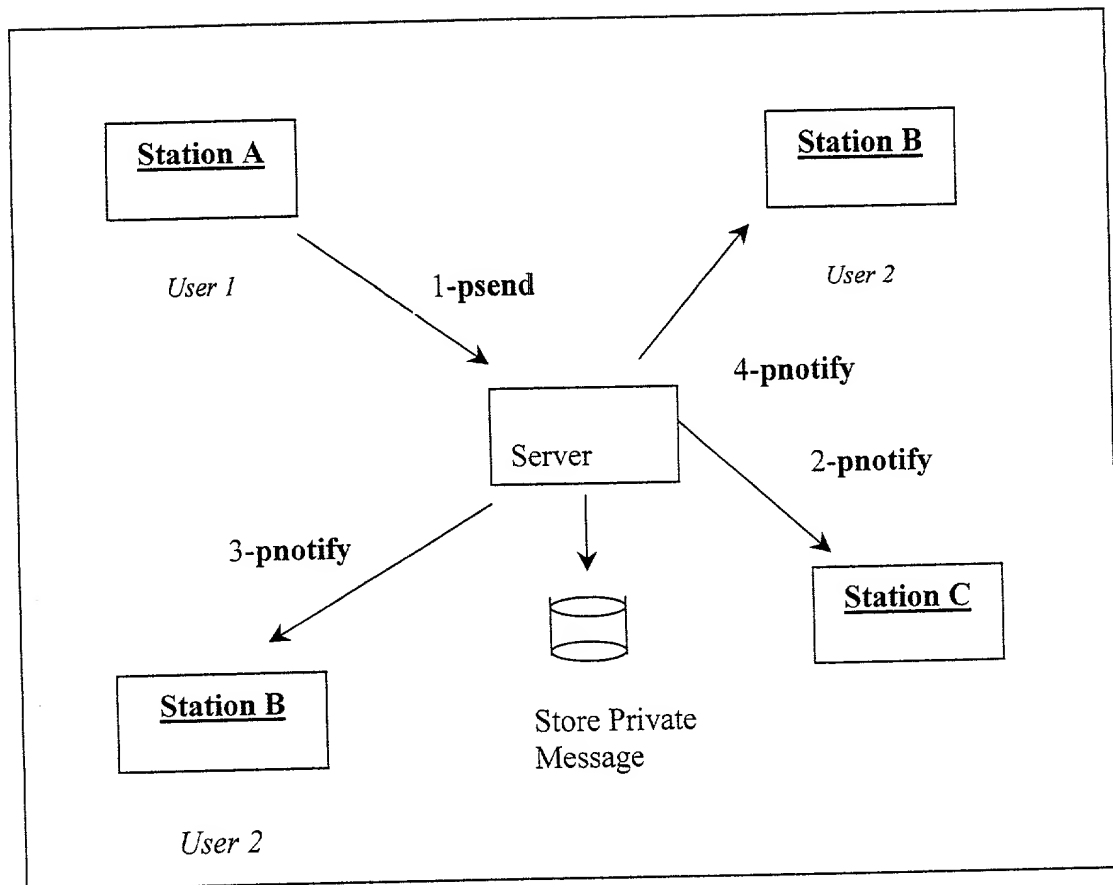 Station A
Station B
User 1
User 2
1-psend
4-pnotify
Server
2-pnotify
3-pnotify
Station C
Station B
Store Private
Message
User 2